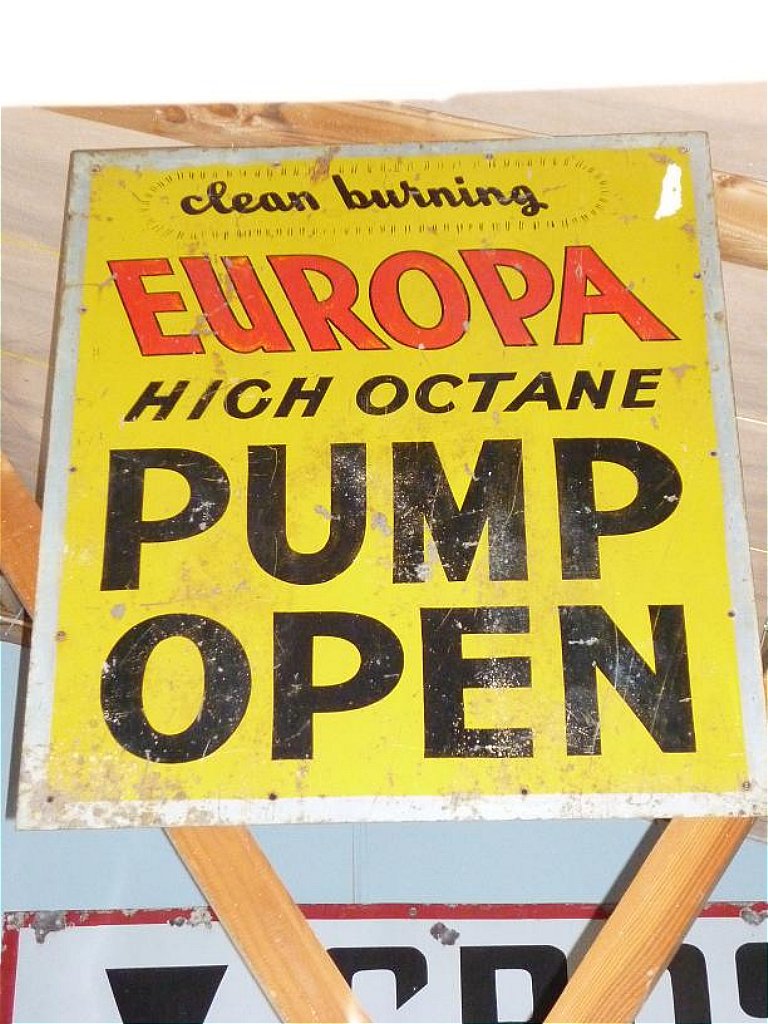 clean burning
EUROPA
HIGH OCTANE
PUMP
OPEN